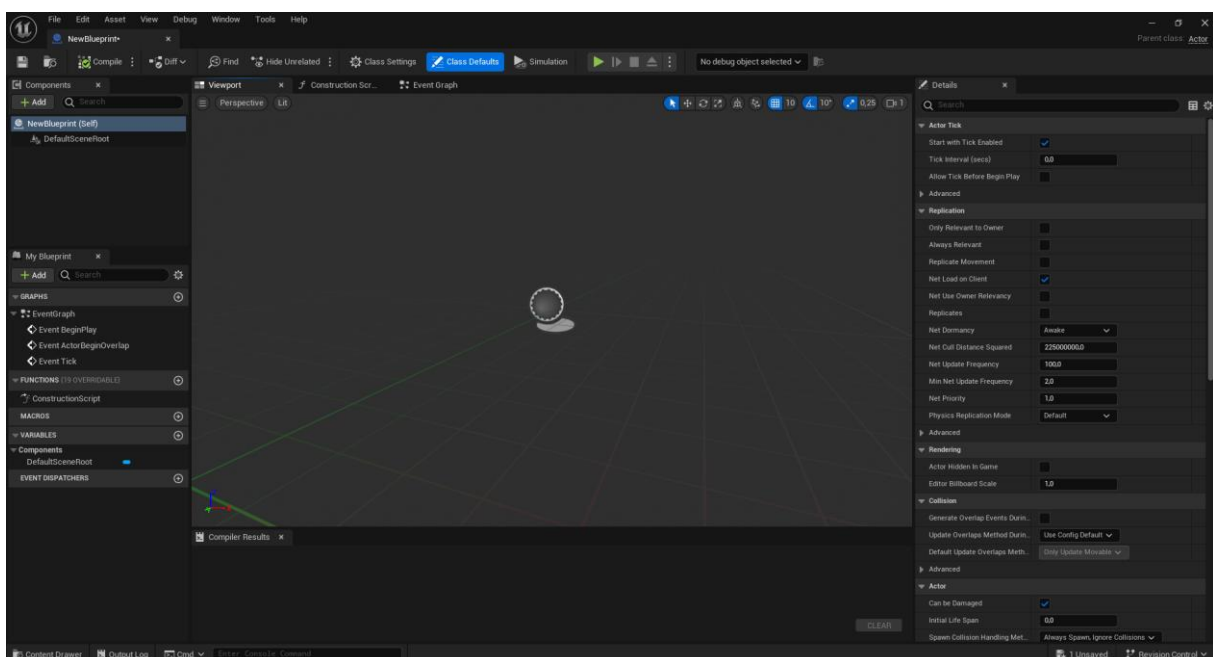 File Edit Asset View Debug Window Tools Help
NewBlueprint•
Parent class: Actor
Compile Diff Find Hide Unrelated Class Settings Class Defaults Simulation No debug object selected
Components
+ Add Search
NewBlueprint (Self)
DefaultSceneRoot
My Blueprint
+ Add Search
GRAPHS
EventGraph
Event BeginPlay
Event ActorBeginOverlap
Event Tick
FUNCTIONS (19 OVERRIDABLE)
ConstructionScript
MACROS
VARIABLES
Components
DefaultSceneRoot
EVENT DISPATCHERS
Viewport Construction Scr... Event Graph
Perspective Lit 10 10° 0,25 1
Compiler Results
CLEAR
Details
Search
Actor Tick
Start with Tick Enabled
Tick Interval (secs) 0,0
Allow Tick Before Begin Play
Advanced
Replication
Only Relevant to Owner
Always Relevant
Replicate Movement
Net Load on Client
Net Use Owner Relevancy
Replicates
Net Dormancy Awake
Net Cull Distance Squared 225000000,0
Net Update Frequency 100,0
Min Net Update Frequency 2,0
Net Priority 1,0
Physics Replication Mode Default
Advanced
Rendering
Actor Hidden In Game
Editor Billboard Scale 1,0
Collision
Generate Overlap Events Durin..
Update Overlaps Method Durin.. Use Config Default
Default Update Overlaps Meth.. Only Update Movable
Advanced
Actor
Can be Damaged
Initial Life Span 0,0
Spawn Collision Handling Met.. Always Spawn, Ignore Collisions
Content Drawer Output Log Cmd Enter Console Command 1 Unsaved Revision Control